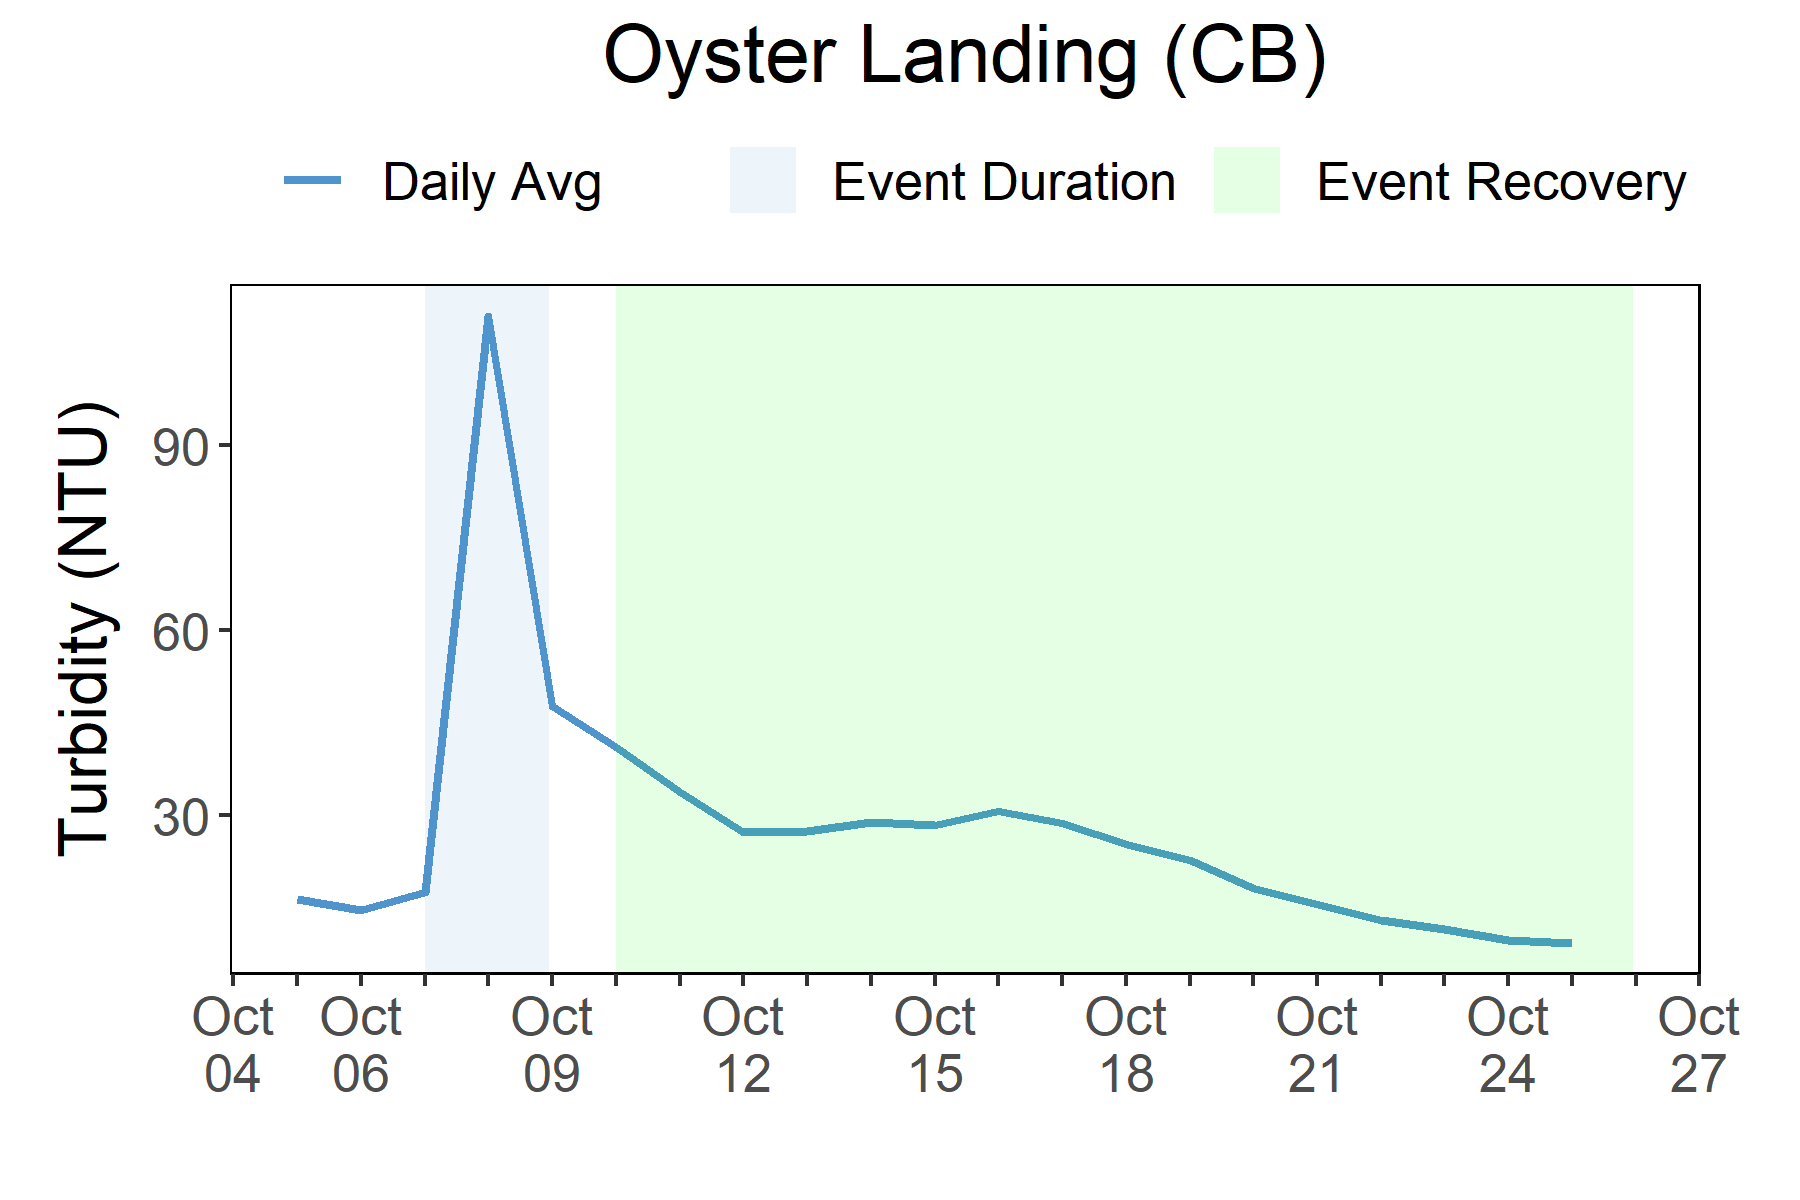 Oyster Landing (CB)
Daily Avg Event Duration Event Recovery
Turbidity (NTU)
90
60
30
Oct Oct Oct Oct Oct Oct Oct Oct Oct
04 06 09 12 15 18 21 24 27